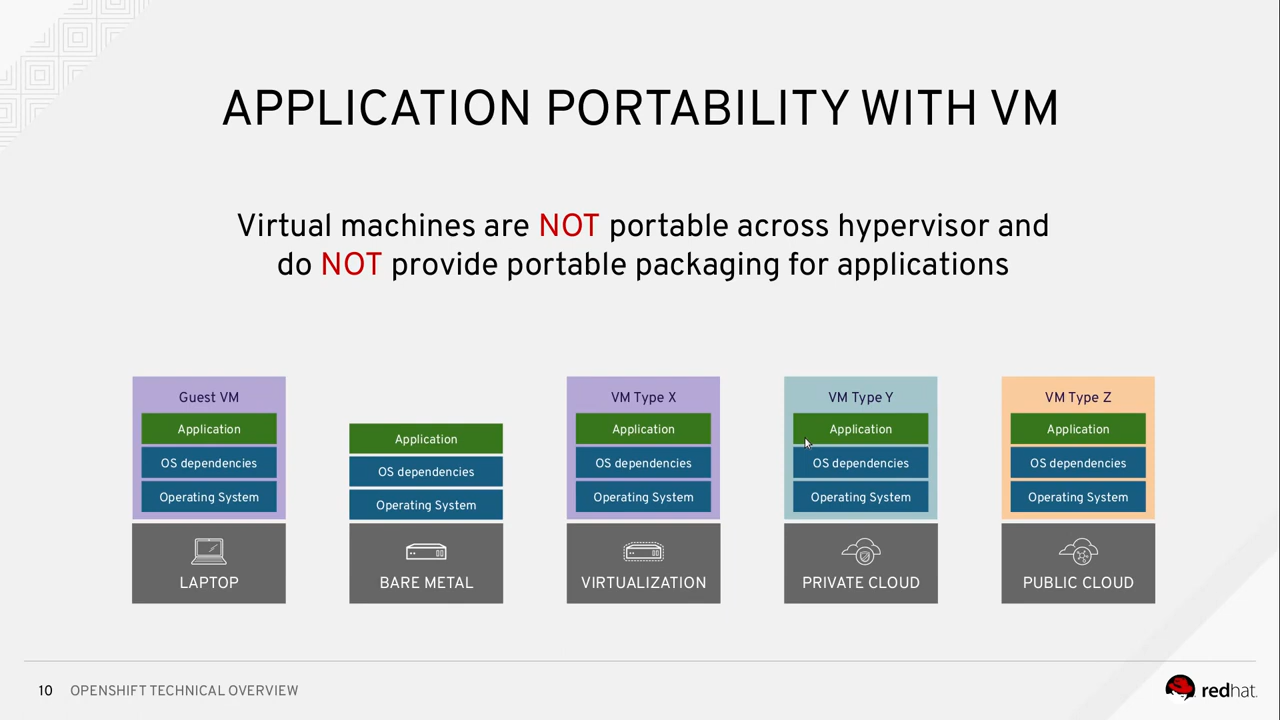 APPLICATION PORTABILITY WITH VM
Virtual machines are NOT portable across hypervisor and
do NOT provide portable packaging for applications
Guest VM
Application
OS dependencies
Operating System
LAPTOP
Application
OS dependencies
Operating System
BARE METAL
VM Type X
Application
OS dependencies
Operating System
VIRTUALIZATION
VM Type Y
Application
OS dependencies
Operating System
PRIVATE CLOUD
VM Type Z
Application
OS dependencies
Operating System
PUBLIC CLOUD
10 OPENSHIFT TECHNICAL OVERVIEW
redhat.